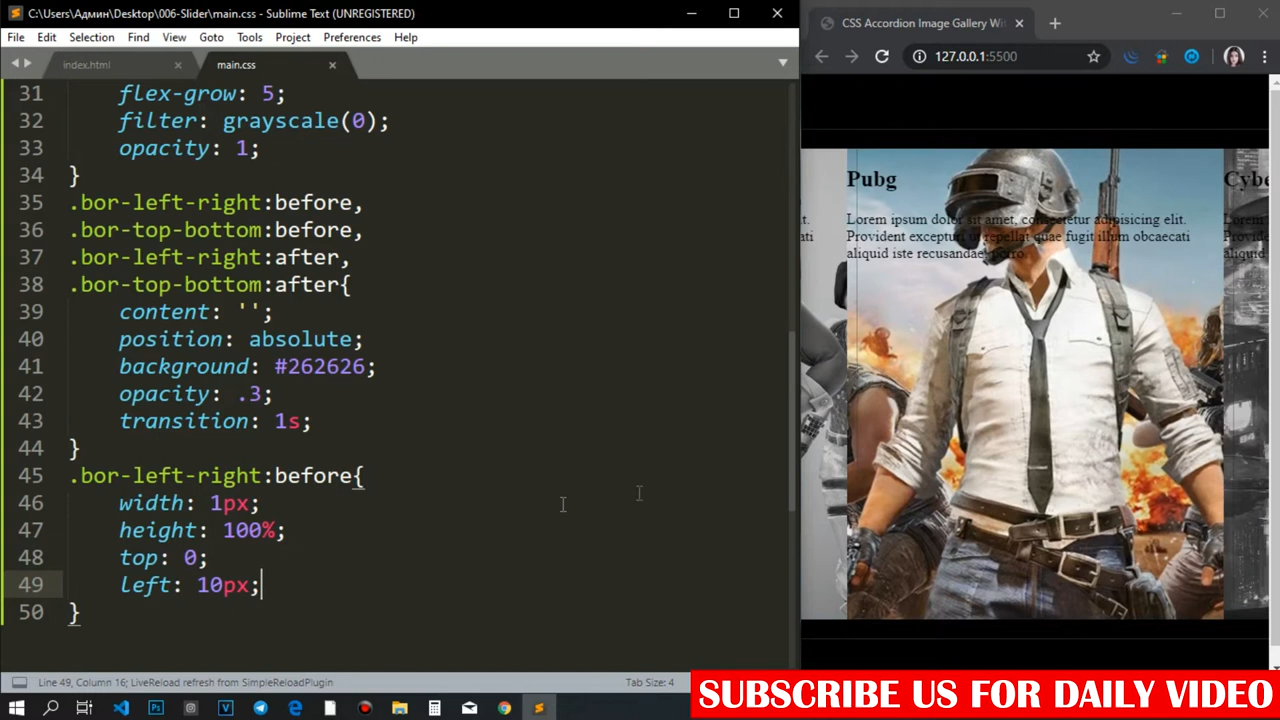 C:\Users\Админ\Desktop\006-Slider\main.css - Sublime Text (UNREGISTERED)
File Edit Selection Find View Goto Tools Project Preferences Help
index.html
main.css
31 flex-grow: 5;
32 filter: grayscale(0);
33 opacity: 1;
34 }
35 .bor-left-right:before,
36 .bor-top-bottom:before,
37 .bor-left-right:after,
38 .bor-top-bottom:after{
39 content: '';
40 position: absolute;
41 background: #262626;
42 opacity: .3;
43 transition: 1s;
44 }
45 .bor-left-right:before{
46 width: 1px;
47 height: 100%;
48 top: 0;
49 left: 10px;
50 }
Line 49, Column 16; LiveReload refresh from SimpleReloadPlugin
Tab Size: 4
CSS Accordion Image Gallery Wi
127.0.0.1:5500
Pubg
Lorem ipsum dolor sit amet, consectetur adipisicing elit.
Provident excepturi ut repellat quae fugit illum obcaecati
aliquid iste recusandae porro.
it.
ati
Cybe
Lorem
Provide
aliquid
SUBSCRIBE US FOR DAILY VIDEO